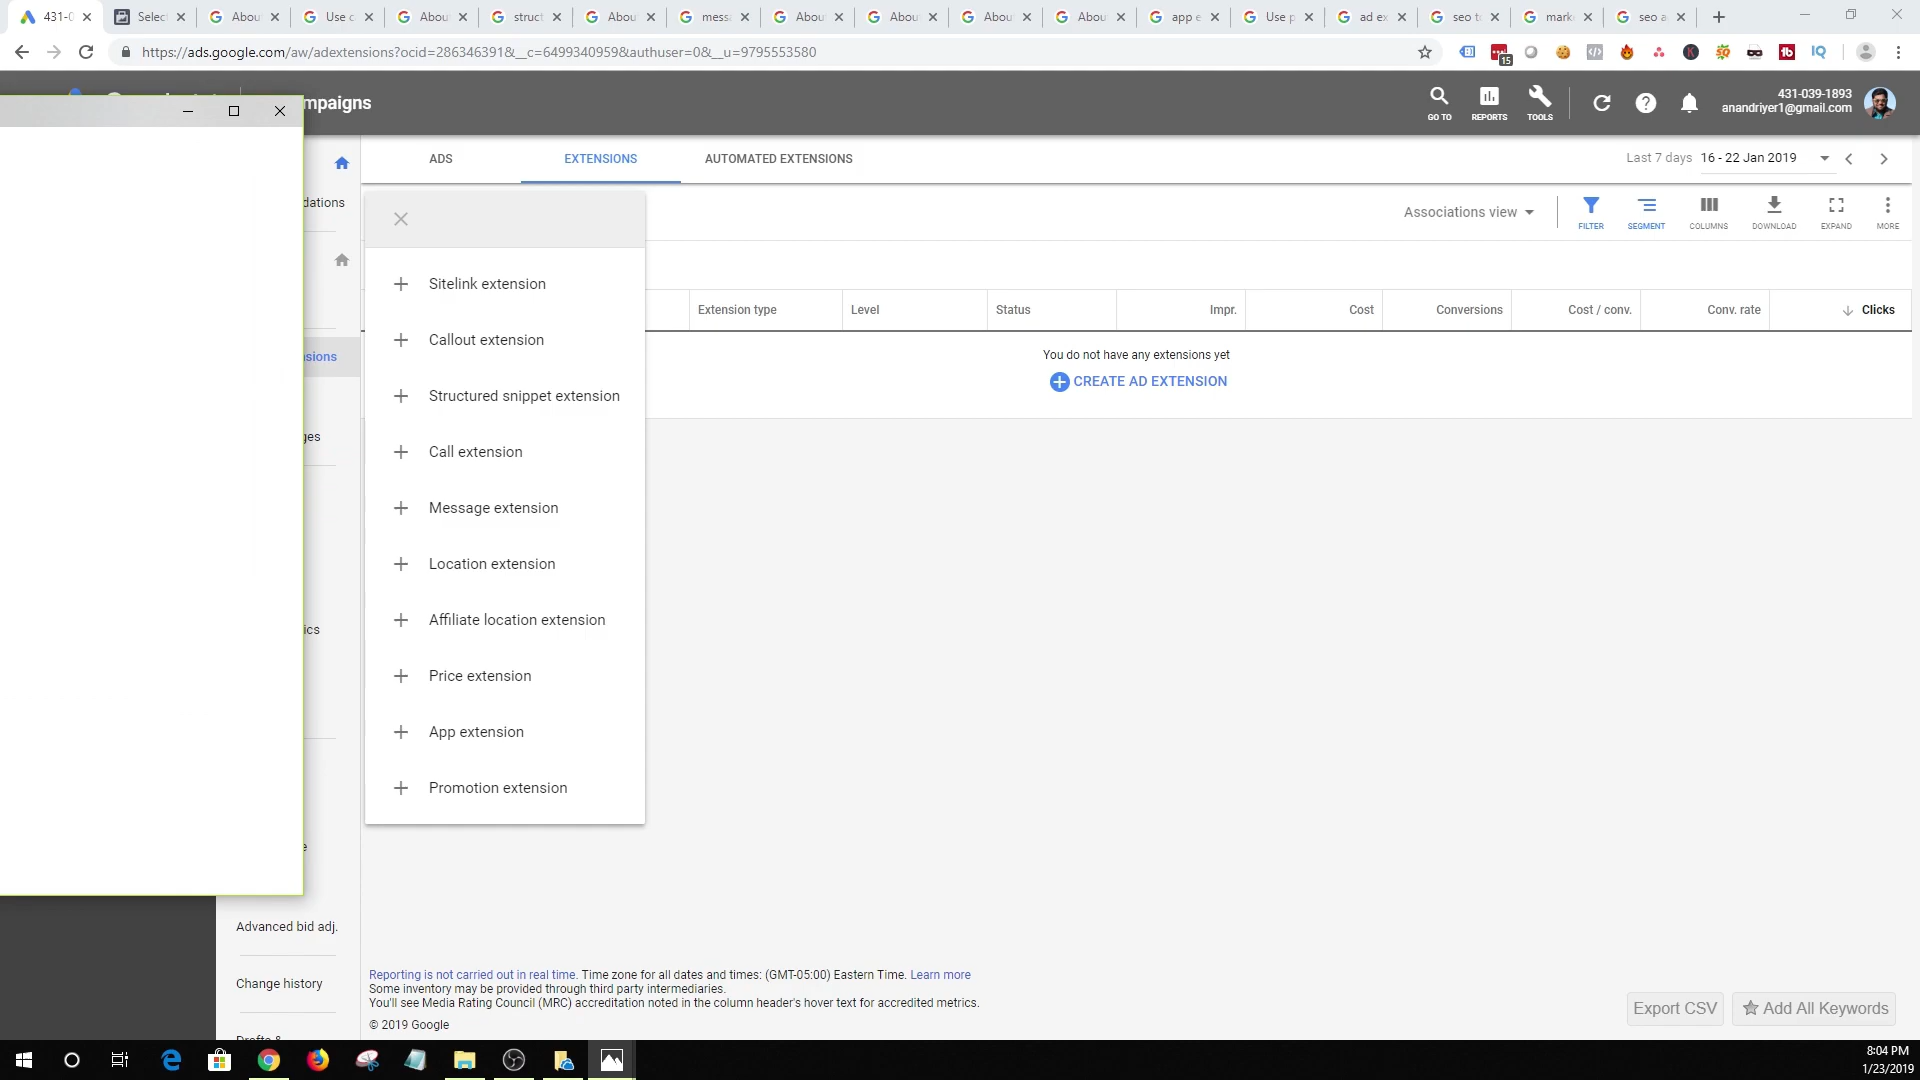 431-0
Select
Abou
Use c
Abou
struct
Abou
mess
Abou
Abou
Abou
Abou
app e
Use p
ad ex
seo t
mark
seo a
https://ads.google.com/aw/adextensions?ocid=286346391&__c=6499340959&authuser=0&__u=9795553580
15
tb
IQ
mpaigns
GO TO
REPORTS
TOOLS
431-039-1893
anandriyer1@gmail.com
ADS
EXTENSIONS
AUTOMATED EXTENSIONS
Last 7 days 16 - 22 Jan 2019
dations
Associations view
FILTER
SEGMENT
COLUMNS
DOWNLOAD
EXPAND
MORE
Sitelink extension
Callout extension
Structured snippet extension
Call extension
Message extension
Location extension
Affiliate location extension
Price extension
App extension
Promotion extension
Extension type
Level
Status
Impr.
Cost
Conversions
Cost / conv.
Conv. rate
Clicks
You do not have any extensions yet
CREATE AD EXTENSION
nsions
ges
ics
e
Advanced bid adj.
Change history
Reporting is not carried out in real time. Time zone for all dates and times: (GMT-05:00) Eastern Time. Learn more
Some inventory may be provided through third party intermediaries.
You'll see Media Rating Council (MRC) accreditation noted in the column header's hover text for accredited metrics.
© 2019 Google
Export CSV
Add All Keywords
8:04 PM
1/23/2019